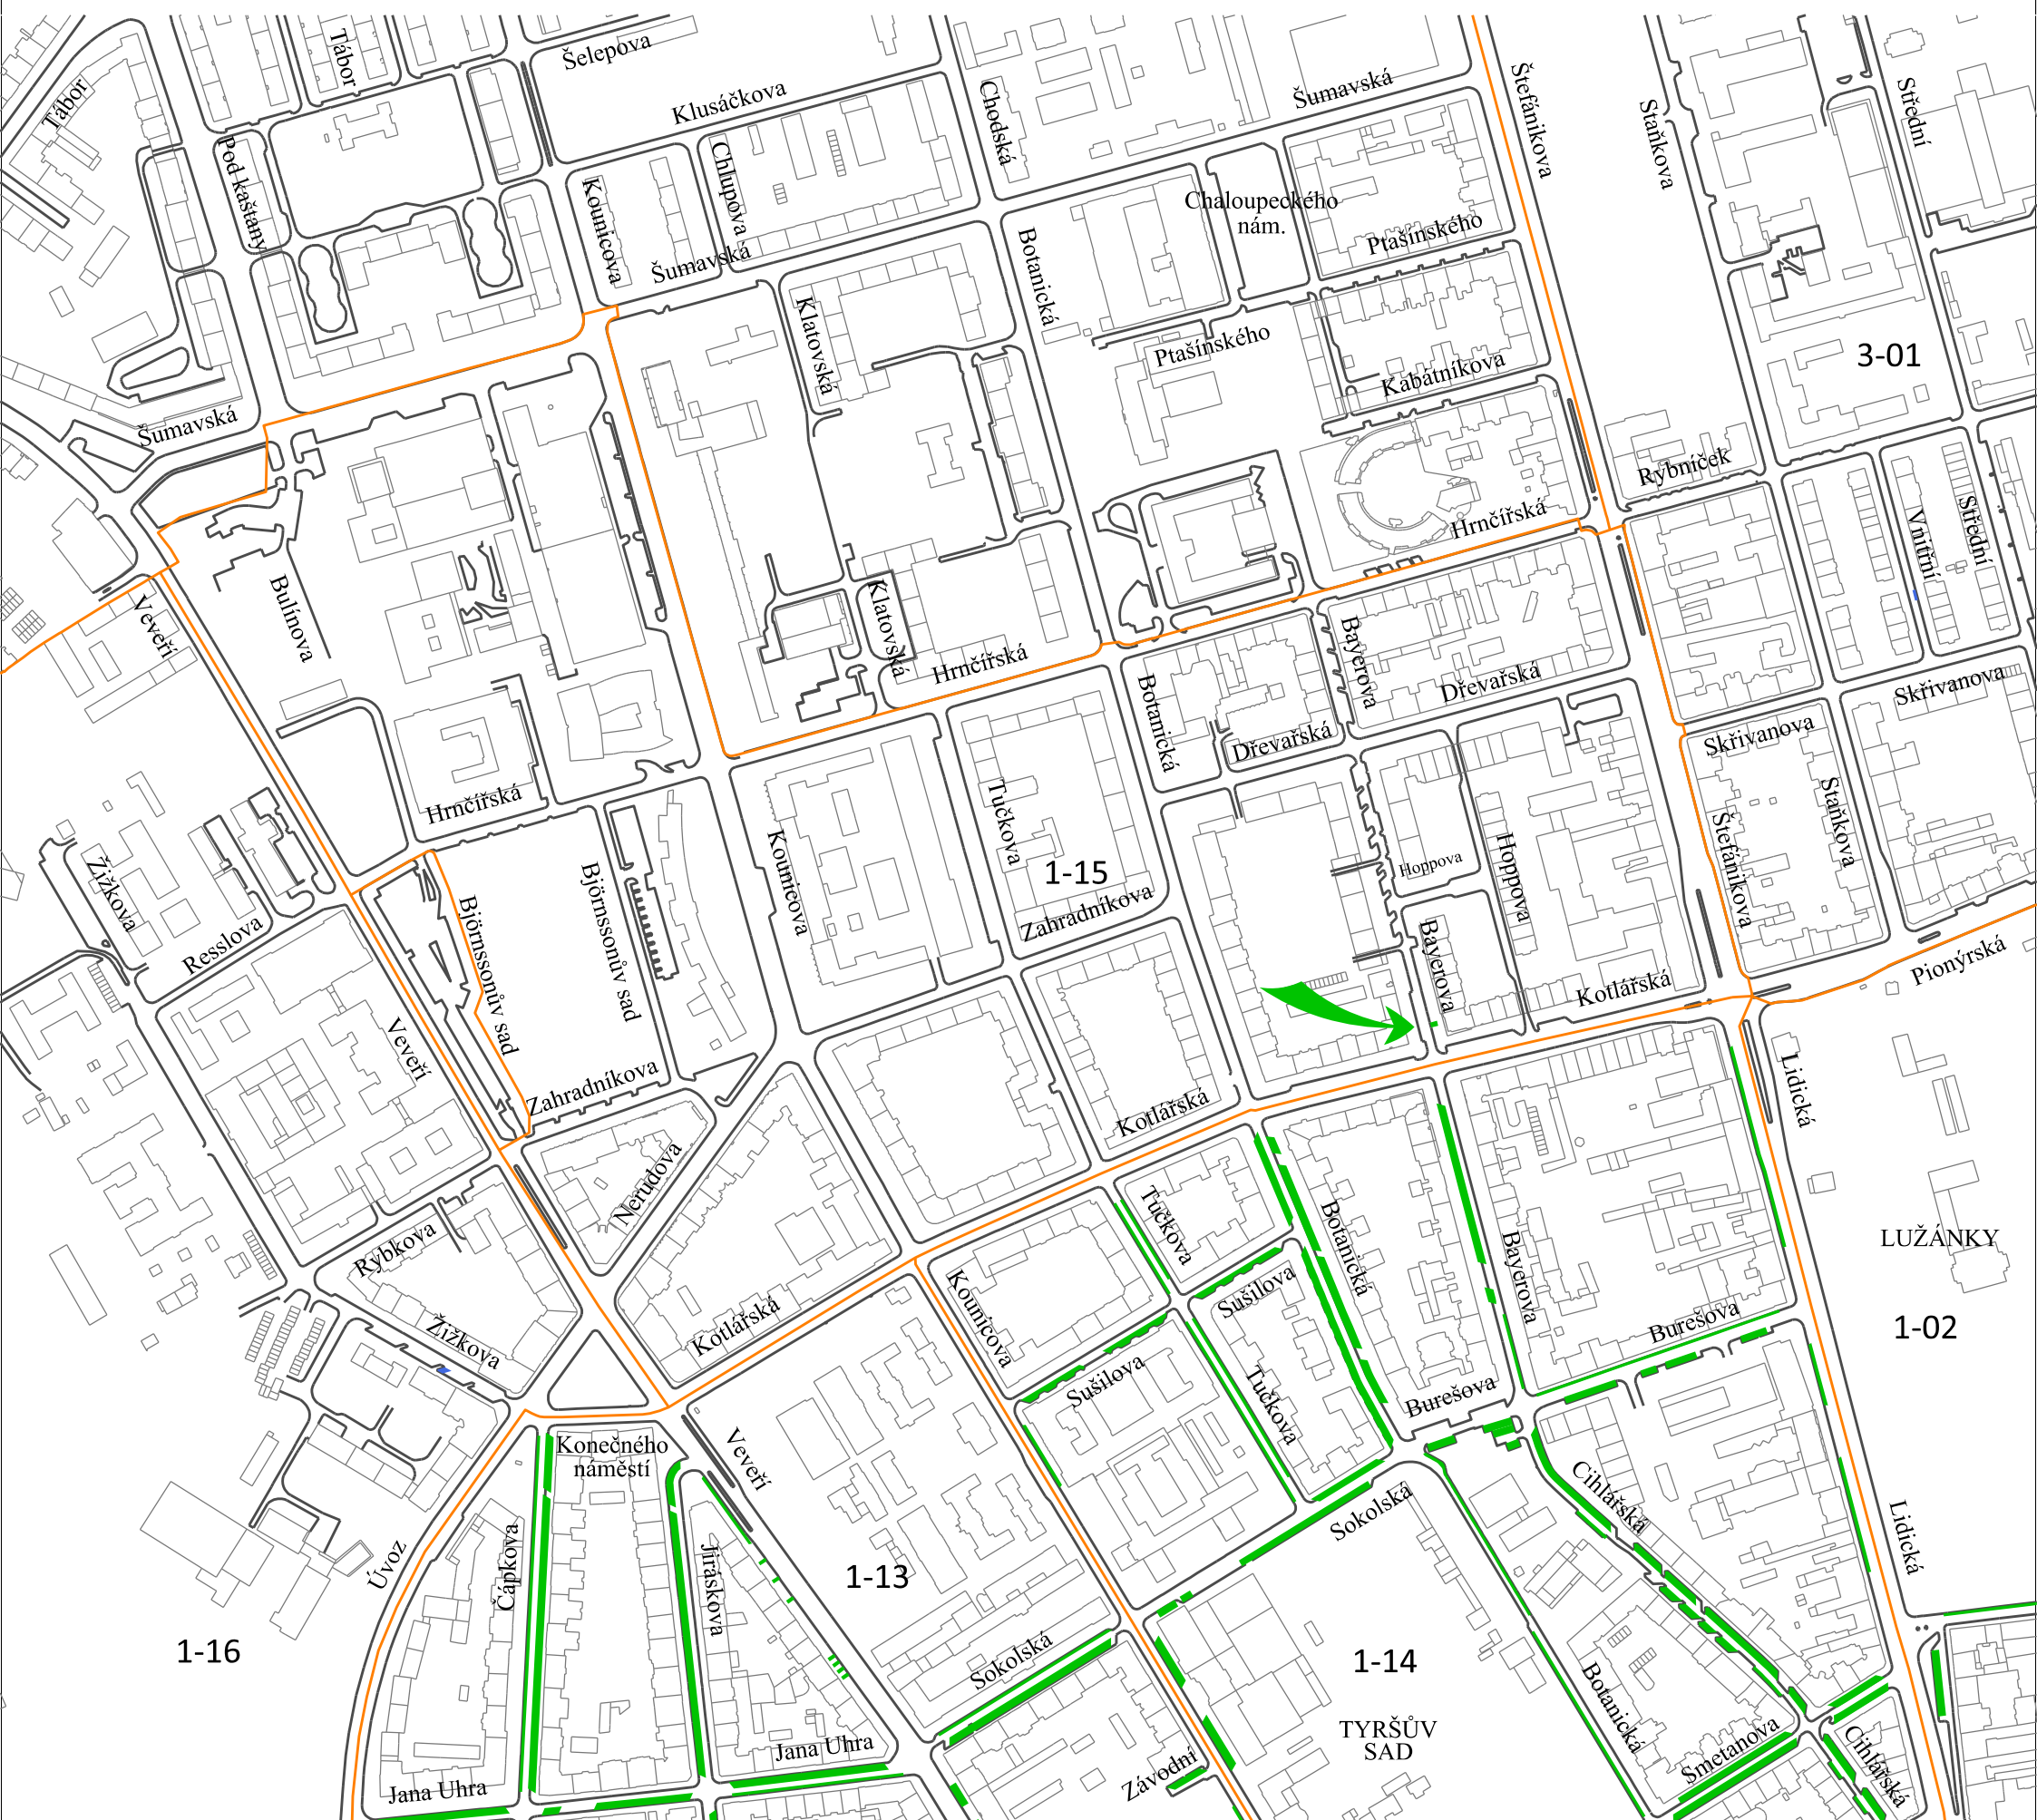 Šelepova
Tábor
Tábor
Klusáčkova
Chodská
Šumavská
Štefánikova
Staňkova
Střední
Pod kaštany
Kounicova
Chlupova
Šumavská
Botanická
Chaloupeckého
nám.
Ptašínského
Klatovská
Ptašínského
Kabátníkova
3-01
Šumavská
Rybníček
Hrnčířská
Vnitřní
Střední
Bulínova
Veveří
Klatovská
Hrnčířská
Botanická
Bayerova
Dřevařská
Dřevařská
Skřivanova
Skřivanova
Hrnčířská
Tučkova
Staňkova
Štefánikova
Žižkova
Resslova
Björnssonův sad
Björnssonův sad
Kounicova
1-15
Zahradníkova
Hoppova
Hoppova
Bayerova
Kotlářská
Pionýrská
Veveří
Zahradníkova
Kotlářská
Lidická
Nerudova
Rybkova
Tučkova
Botanická
Bayerova
LUŽÁNKY
Sušilova
Žižkova
Kotlářská
Kounicova
Burešova
1-02
Sušilova
Tučkova
Burešova
Konečného
náměstí
Veveří
Sokolská
Cihlářská
Lidická
Úvoz
Čápkova
Jiráskova
1-13
1-16
Sokolská
1-14
Botanická
TYRŠŮV
SAD
Jana Uhra
Jana Uhra
Závodní
Smetanova
Cihlářská